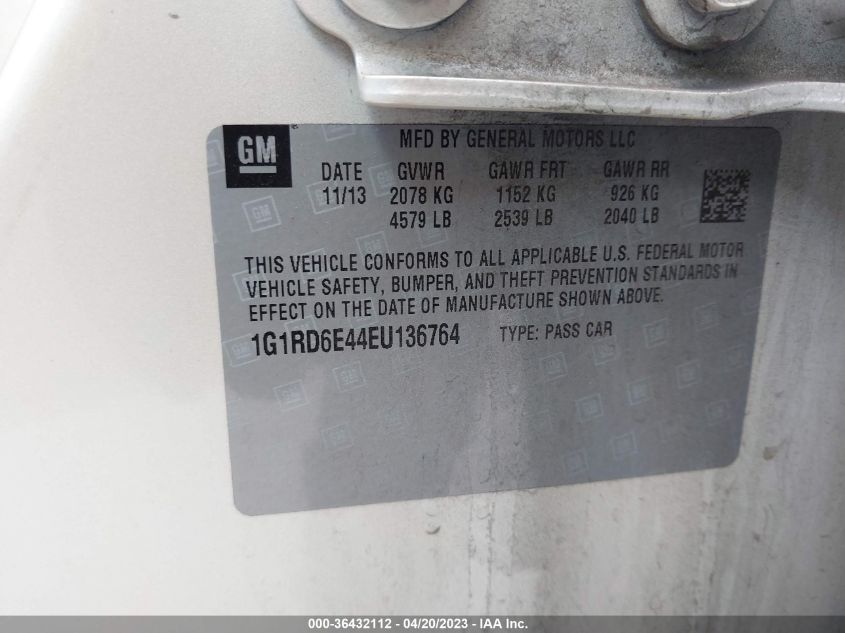 GM
MFD BY GENERAL MOTORS LLC
DATE GVWR GAWR FRT GAWR RR
11/13 2078 KG 1152 KG 926 KG
4579 LB 2539 LB 2040 LB
THIS VEHICLE CONFORMS TO ALL APPLICABLE U.S. FEDERAL MOTOR
VEHICLE SAFETY, BUMPER, AND THEFT PREVENTION STANDARDS IN
EFFECT ON THE DATE OF MANUFACTURE SHOWN ABOVE.
1G1RD6E44EU136764 TYPE: PASS CAR
000-36432112 - 04/20/2023 - IAA Inc.